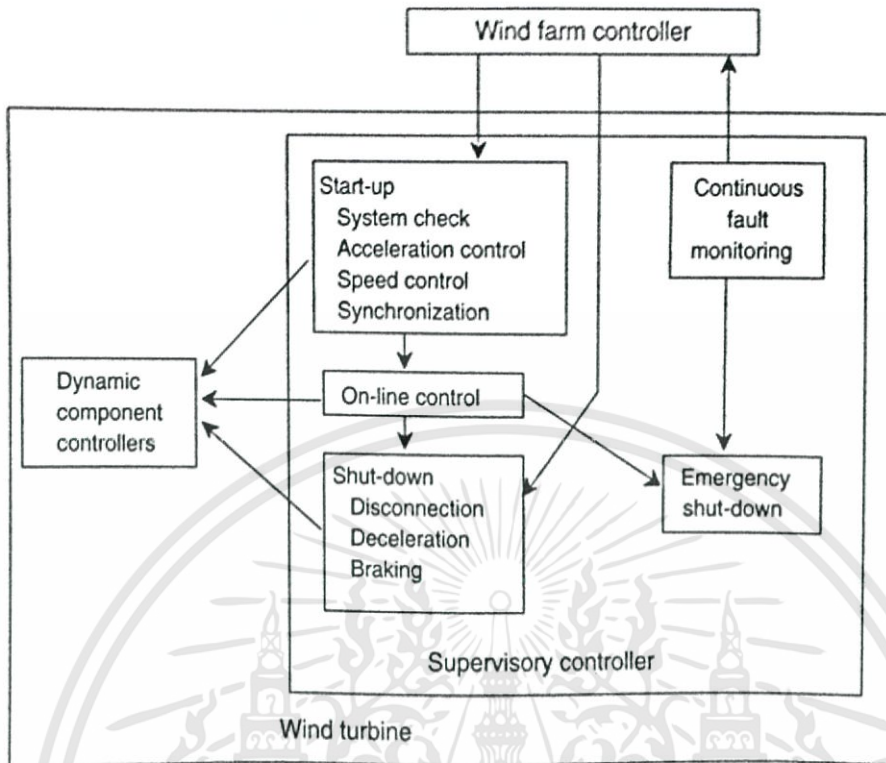 Wind farm controller
Start-up
System check
Acceleration control
Speed control
Synchronization
Continuous
fault
monitoring
Dynamic
component
controllers
On-line control
Shut-down
Disconnection
Deceleration
Braking
Emergency
shut-down
Supervisory controller
Wind turbine